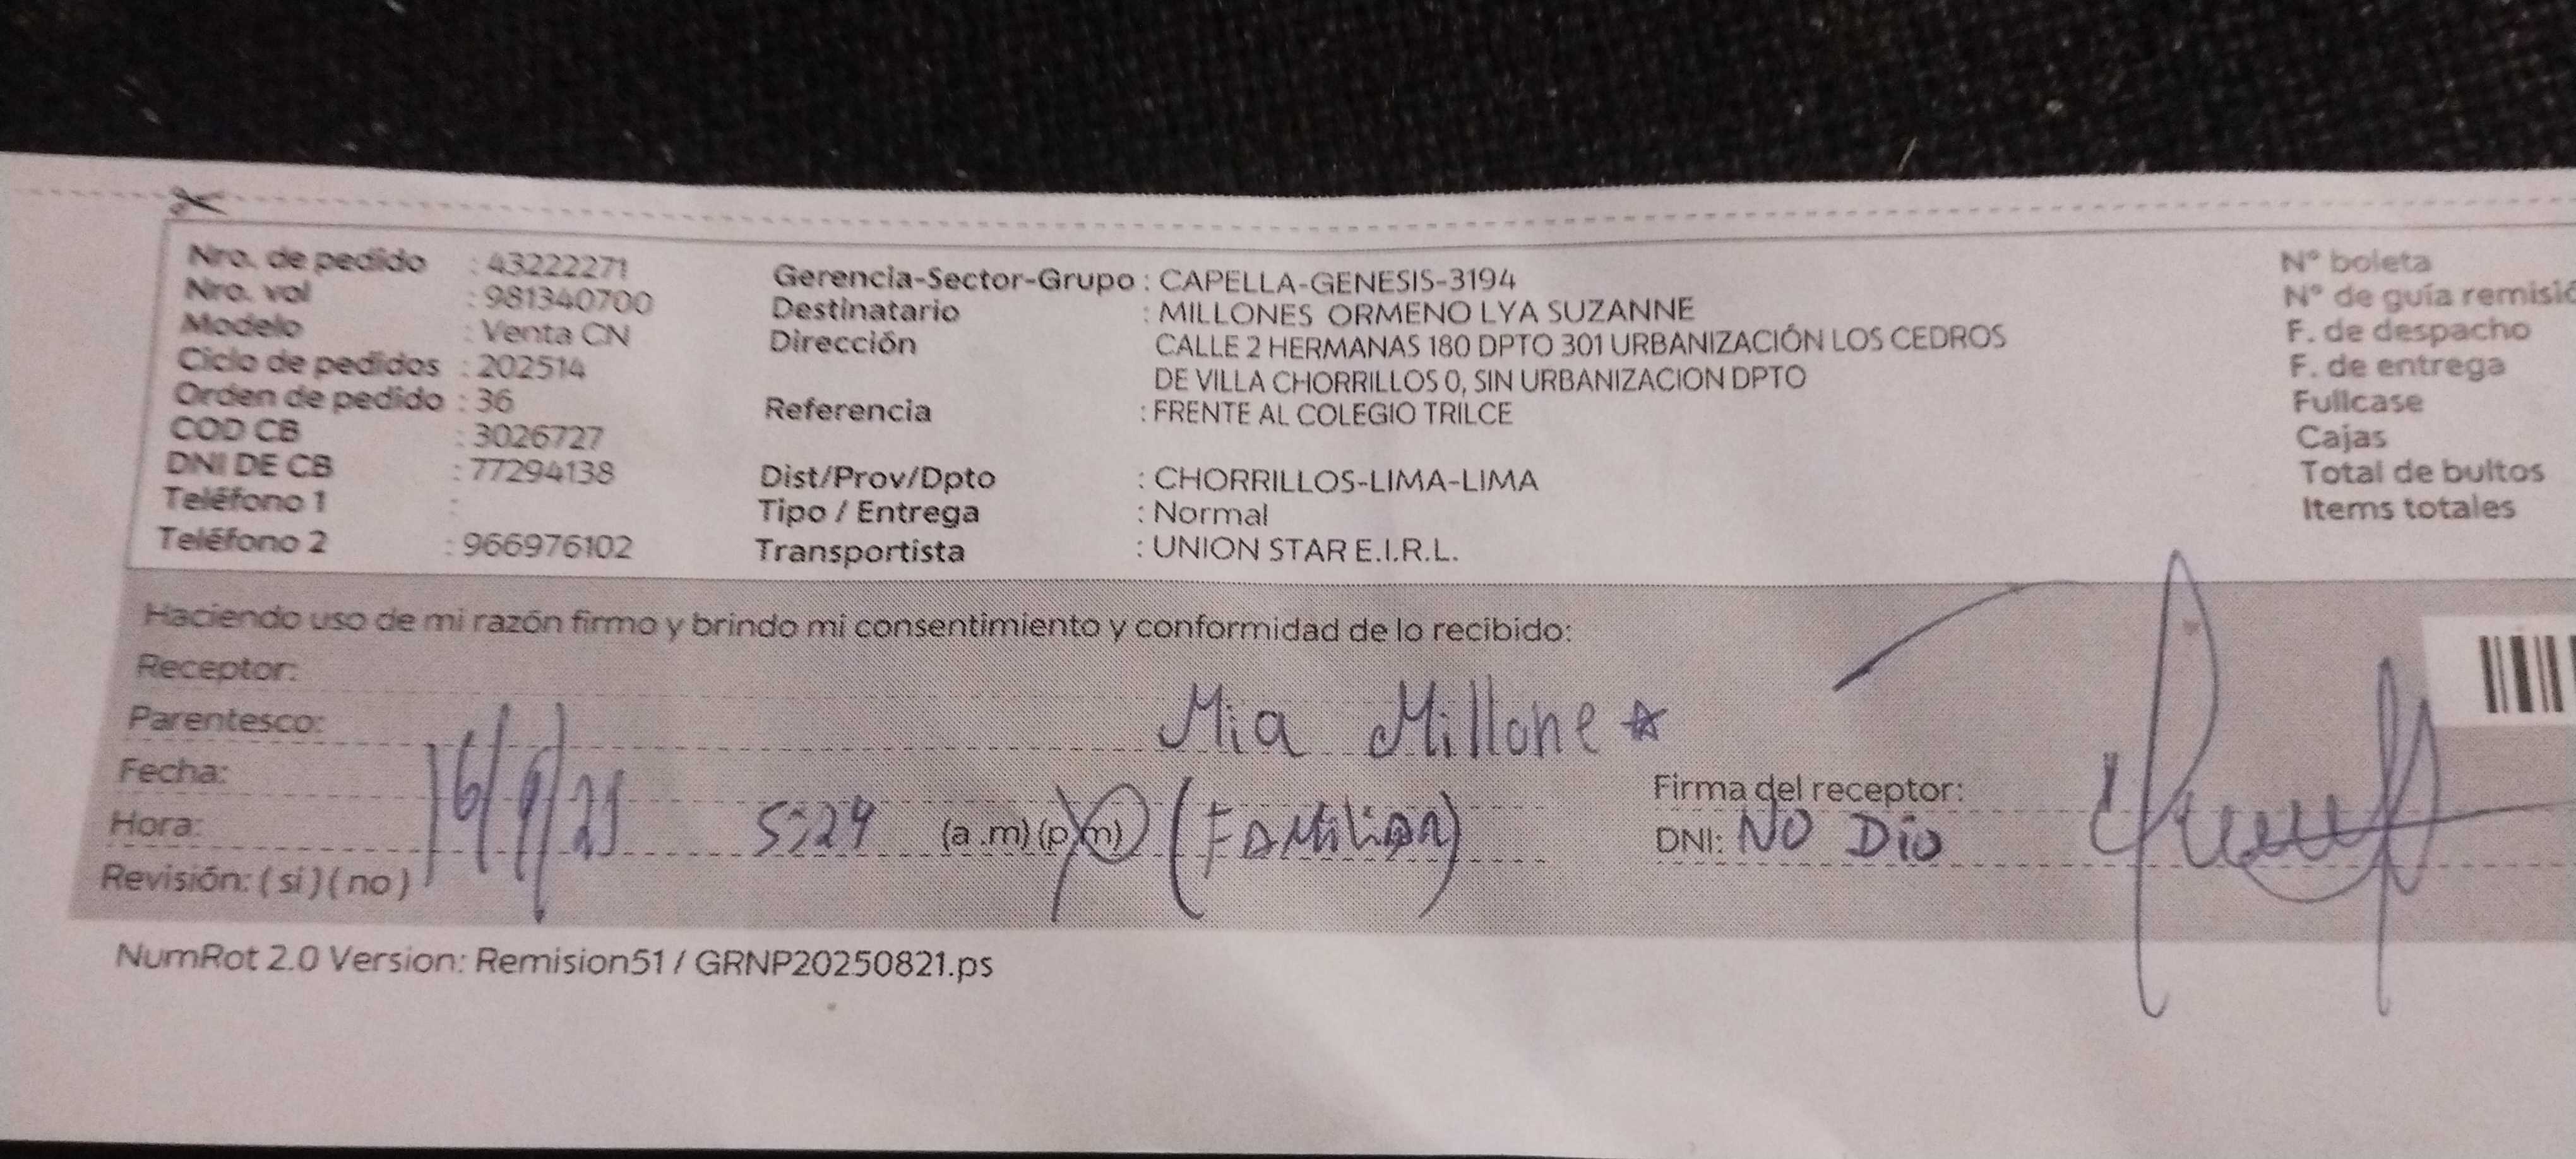 Nro. de pedido : 43222271
Nro. vol : 981340700
Modelo : Venta CN
Ciclo de pedidos : 202514
Orden de pedido : 36
COD CB : 3026727
DNI DE CB : 77294138
Teléfono 1 :
Teléfono 2 : 966976102
Gerencia-Sector-Grupo : CAPELLA-GENESIS-3194
Destinatario : MILLONES ORMENO LYA SUZANNE
Dirección CALLE 2 HERMANAS 180 DPTO 301 URBANIZACIÓN LOS CEDROS
DE VILLA CHORRILLOS 0, SIN URBANIZACION DPTO
Referencia : FRENTE AL COLEGIO TRILCE
Dist/Prov/Dpto : CHORRILLOS-LIMA-LIMA
Tipo / Entrega : Normal
Transportista : UNION STAR E.I.R.L.
N° boleta
N° de guía remisió
F. de despacho
F. de entrega
Fullcase
Cajas
Total de bultos
Items totales
Haciendo uso de mi razón firmo y brindo mi consentimiento y conformidad de lo recibido:
Receptor:
Parentesco: Mia Millone
Fecha: 16/9/25
Hora: 5:24 (a .m) (p.m) (Familiar)
Revisión: ( si ) ( no )
Firma del receptor:
DNI: NO Dio
NumRot 2.0 Version: Remision51 / GRNP20250821.ps